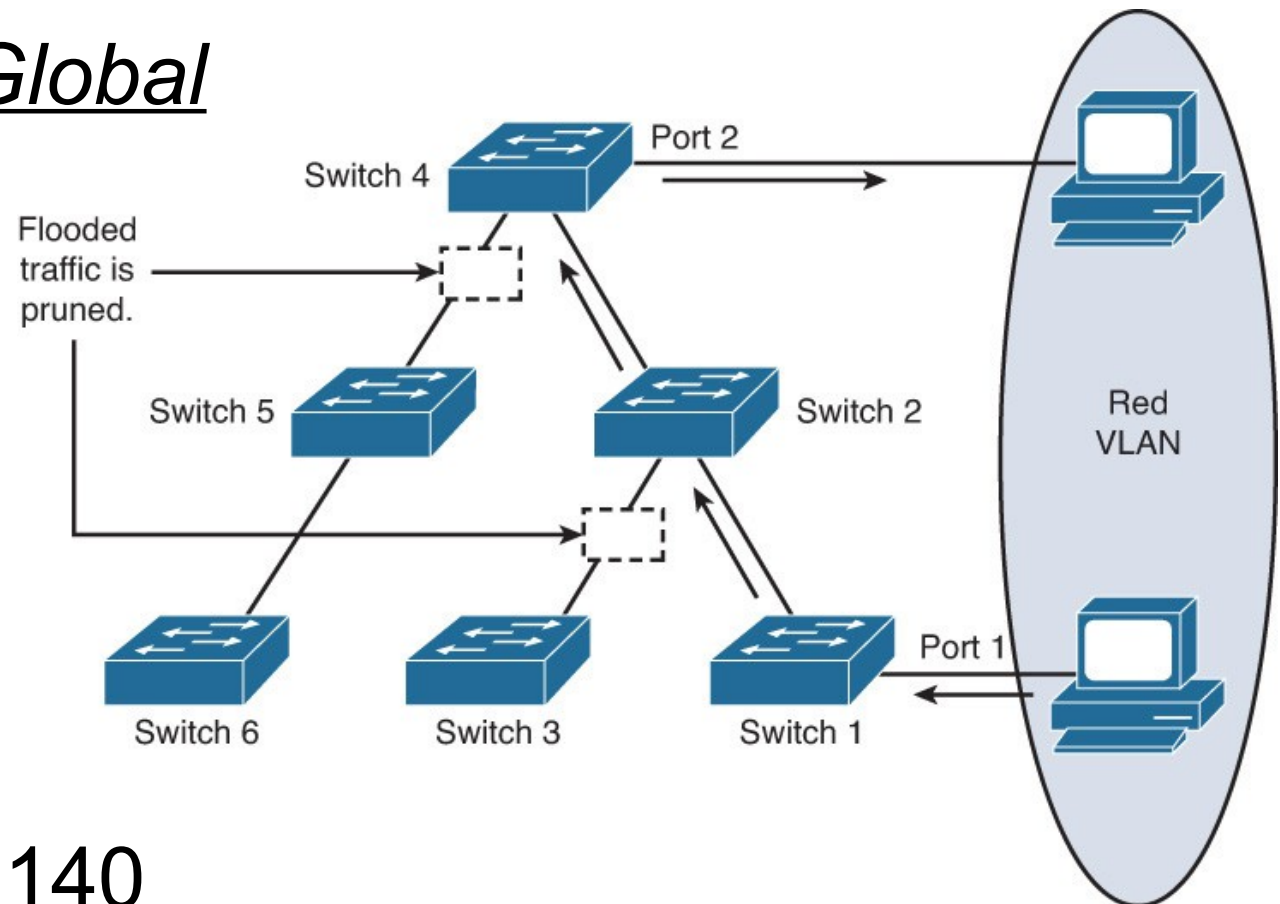 Global
Port 2
Switch 4
Flooded
traffic is
pruned.
Switch 5
Switch 2
Red
VLAN
Port 1
Switch 6
Switch 3
Switch 1
140